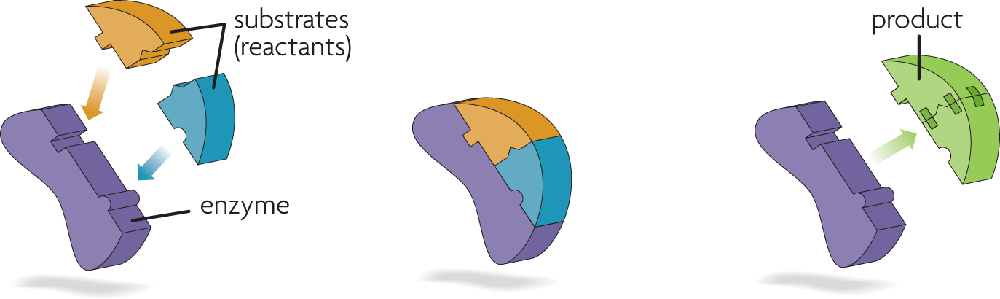 substrates
(reactants)
enzyme
product